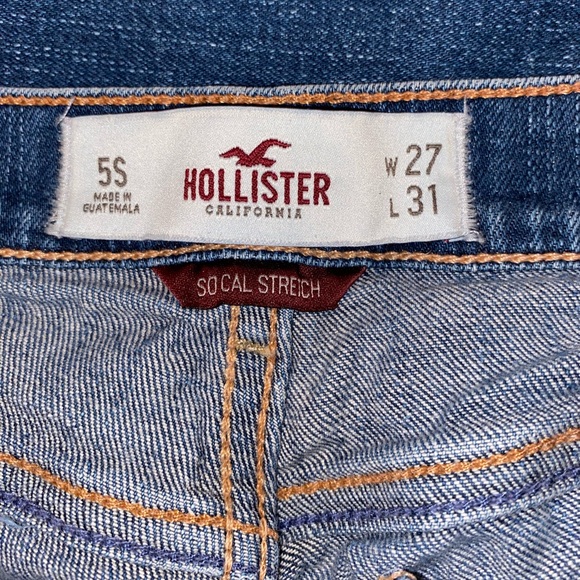 5S
MADE IN
GUATEMALA
HOLLISTER
CALIFORNIA
W 27
L 31
SO CAL STRETCH